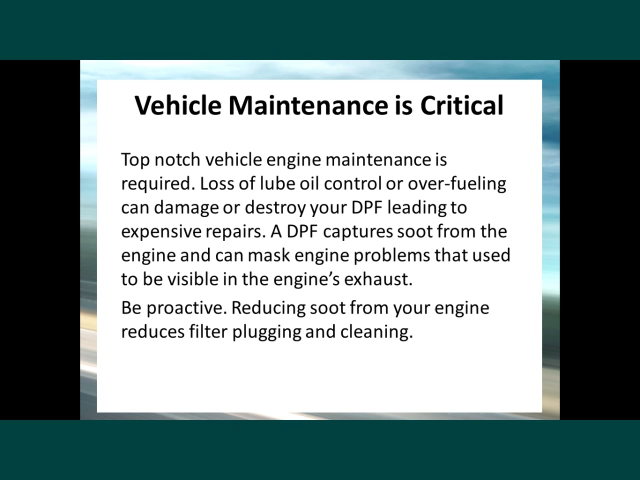 Vehicle Maintenance is Critical
Top notch vehicle engine maintenance is
required. Loss of lube oil control or over-fueling
can damage or destroy your DPF leading to
expensive repairs. A DPF captures soot from the
engine and can mask engine problems that used
to be visible in the engine's exhaust.
Be proactive. Reducing soot from your engine
reduces filter plugging and cleaning.